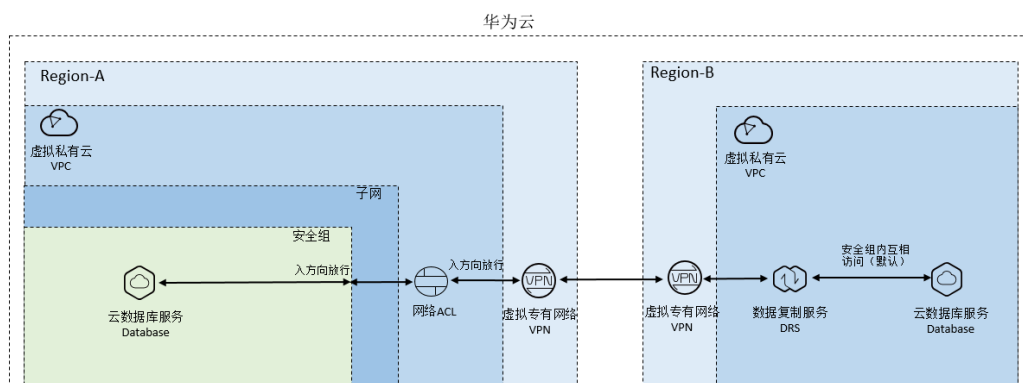 华为云
Region-A
Region-B
虚拟私有云
VPC
虚拟私有云
VPC
子网
安全组
入方向放行
入方向放行
安全组内互相
访问（默认）
VPN
VPN
云数据库服务
Database
网络ACL
虚拟专有网络
VPN
虚拟专有网络
VPN
数据复制服务
DRS
云数据库服务
Database